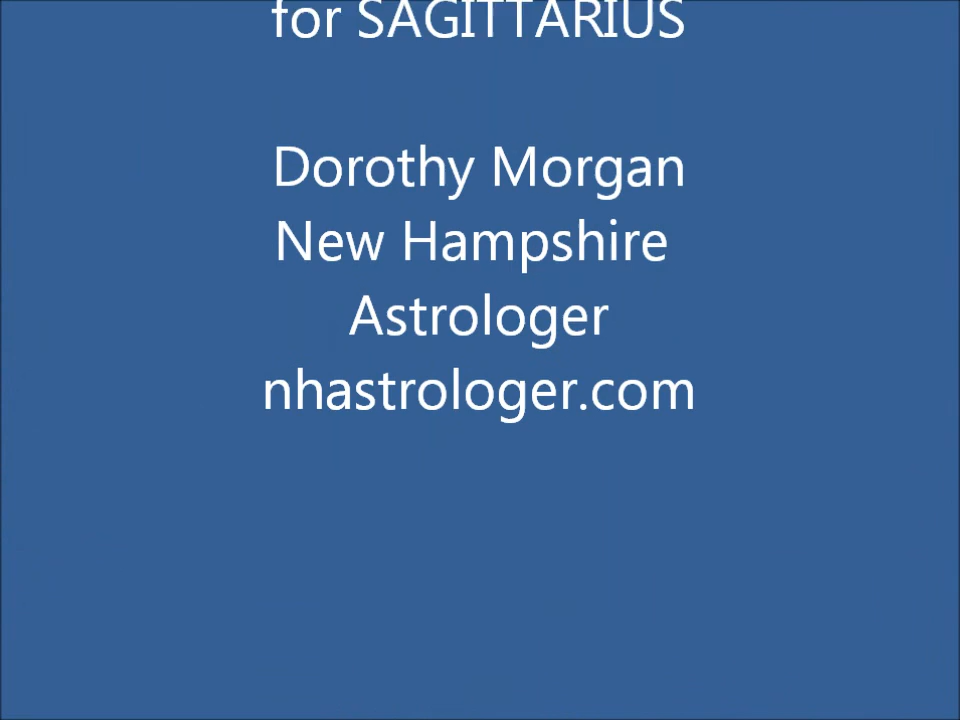 for SAGITTARIUS
Dorothy Morgan
New Hampshire
Astrologer
nhastrologer.com